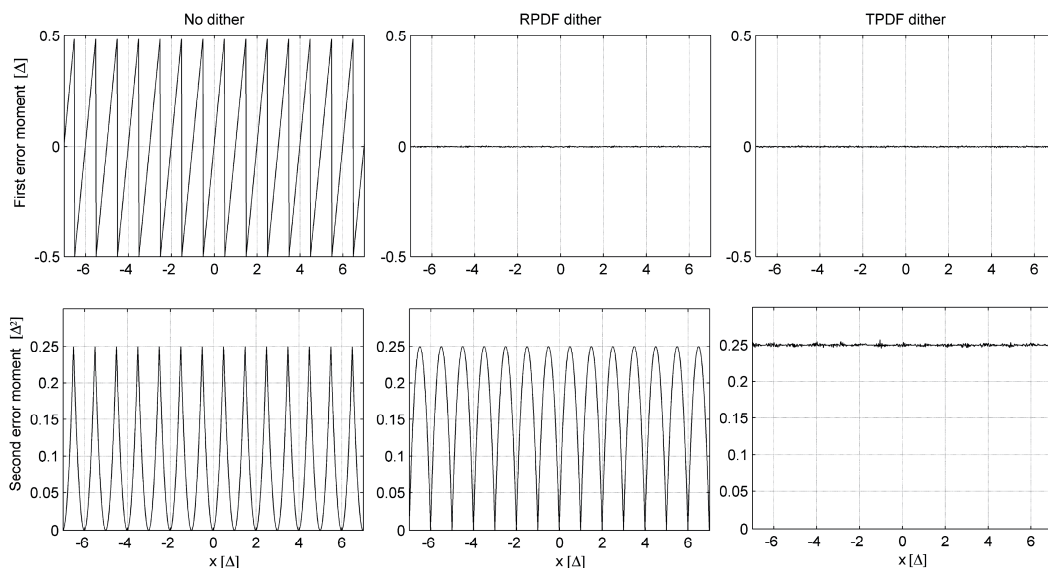 No dither
RPDF dither
TPDF dither
First error moment [Δ]
0.5
0
-0.5
-6 -4 -2 0 2 4 6
0.5
0
-0.5
-6 -4 -2 0 2 4 6
0.5
0
-0.5
-6 -4 -2 0 2 4 6
Second error moment [Δ²]
0.25
0.2
0.15
0.1
0.05
0
-6 -4 -2 0 2 4 6
x [Δ]
0.25
0.2
0.15
0.1
0.05
0
-6 -4 -2 0 2 4 6
x [Δ]
0.25
0.2
0.15
0.1
0.05
0
-6 -4 -2 0 2 4 6
x [Δ]